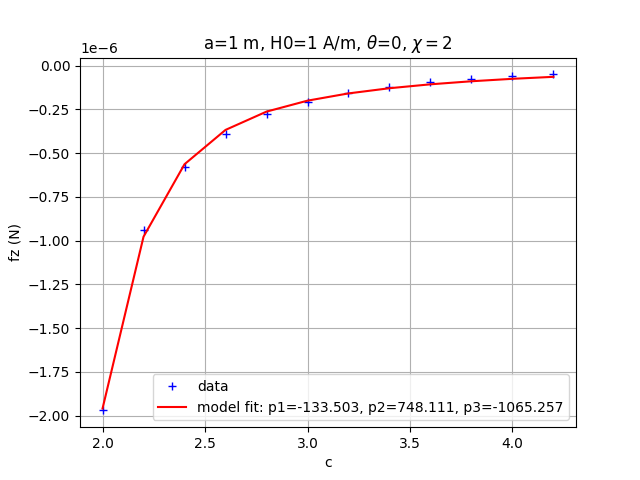 a=1 m, H0=1 A/m, θ=0, χ = 2
1e−6
0.00
−0.25
−0.50
−0.75
−1.00
−1.25
−1.50
−1.75
−2.00
fz (N)
data
model fit: p1=-133.503, p2=748.111, p3=-1065.257
2.0 2.5 3.0 3.5 4.0
c